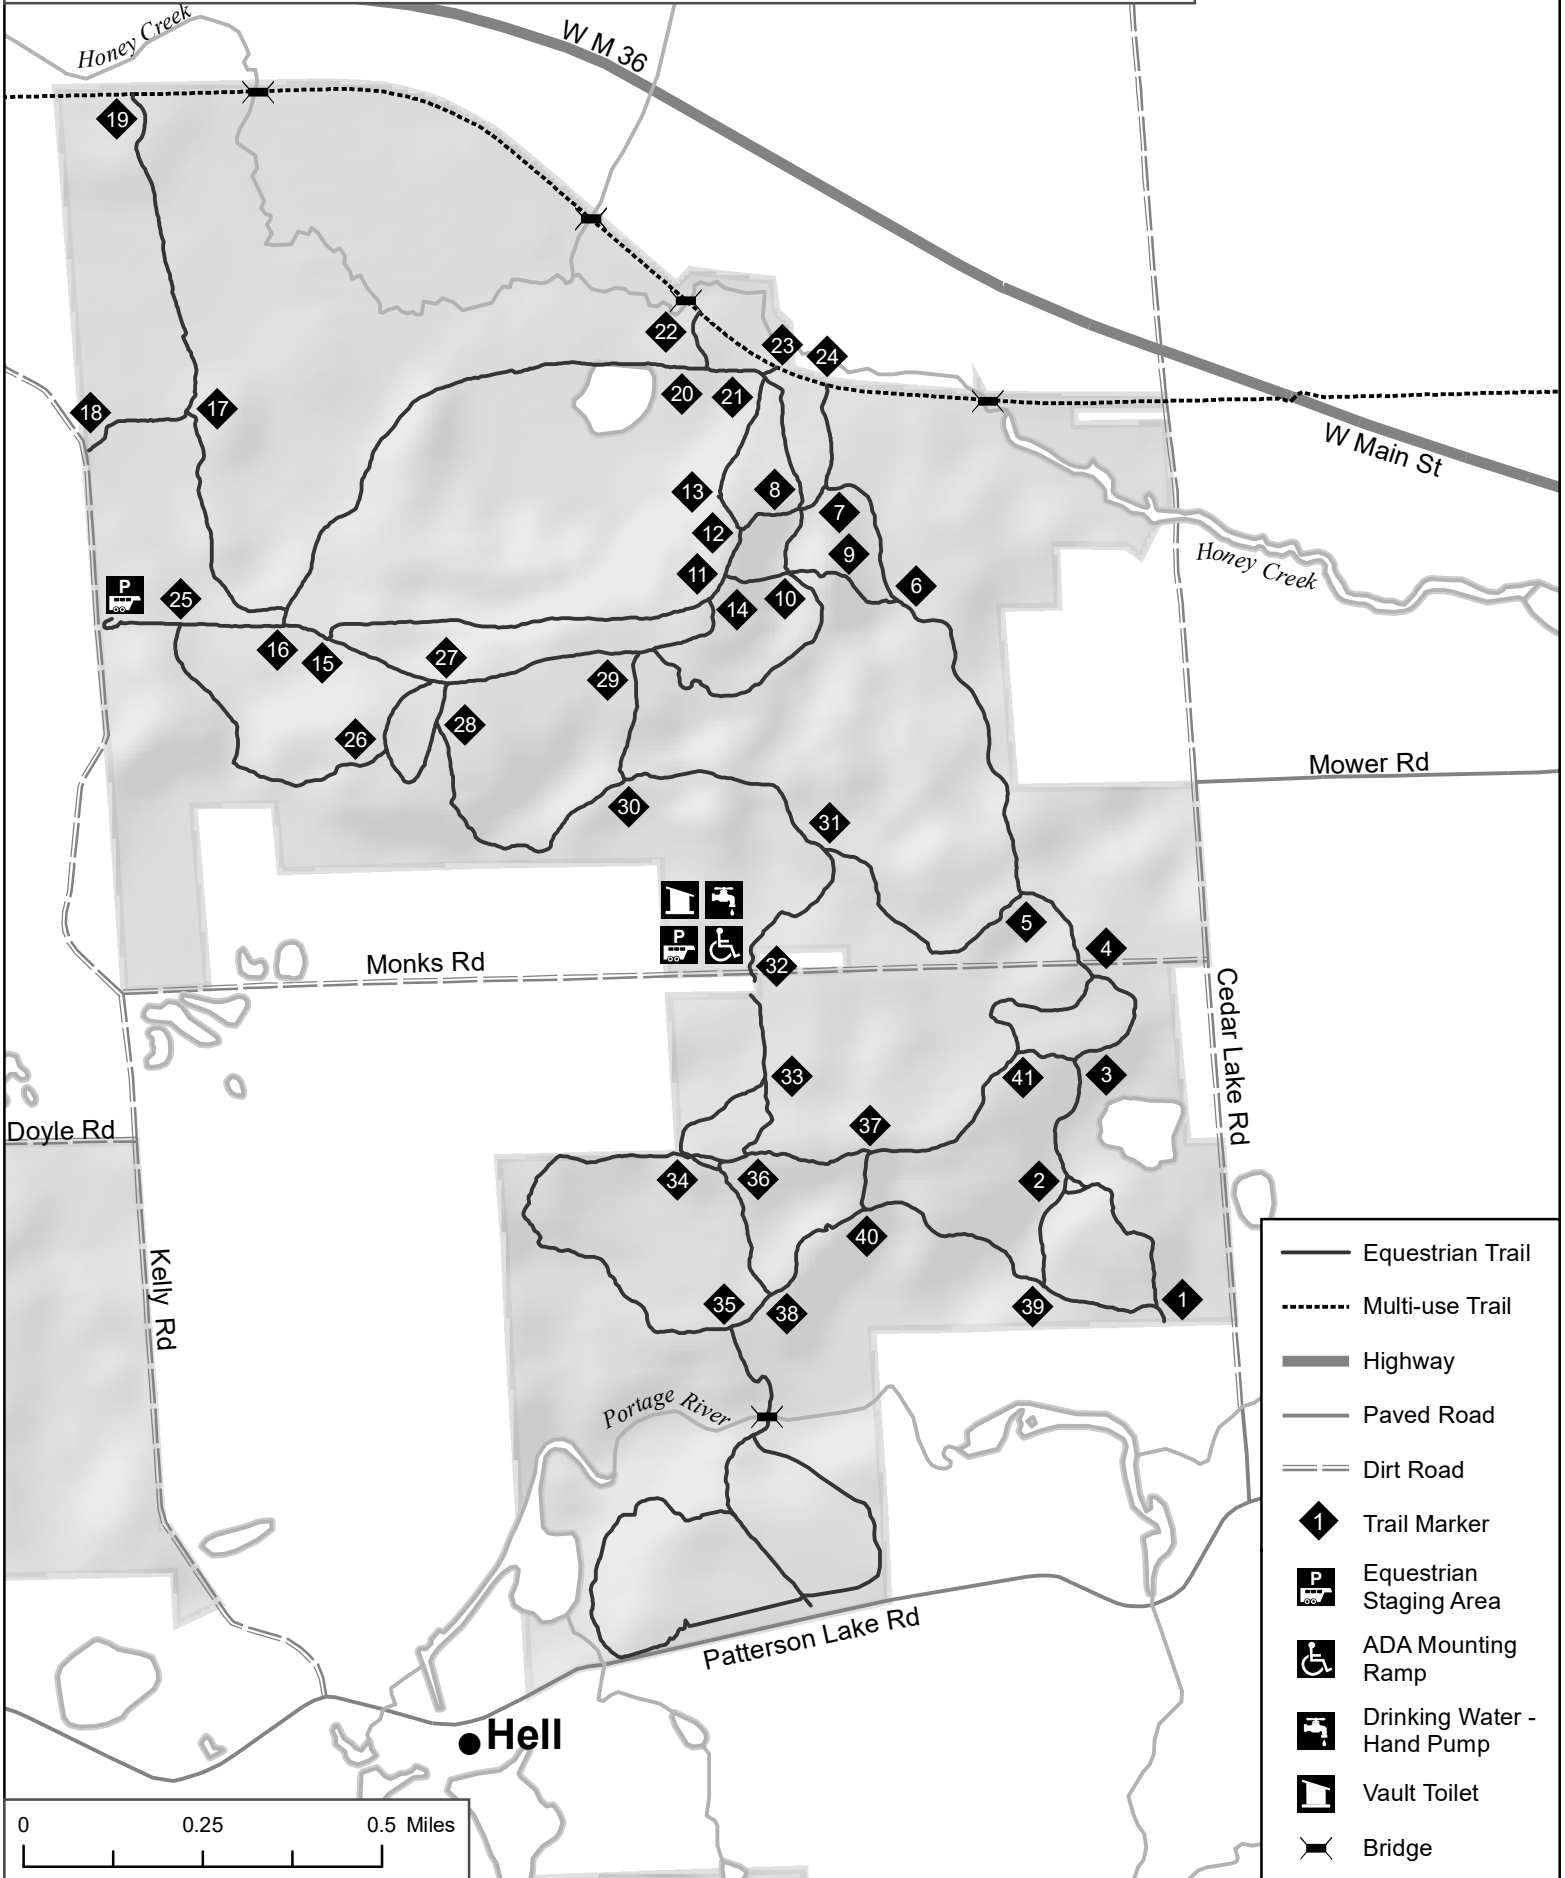 Honey Creek
W M 36
19
22
23
24
20
21
18
17
W Main St
13
8
7
12
9
Honey Creek
11
6
P
25
14
10
16
15
27
29
28
26
Mower Rd
30
31
5
4
P
Monks Rd
32
Cedar Lake Rd
33
41
3
Doyle Rd
37
34
36
2
40
Kelly Rd
35
38
39
1
Portage River
Patterson Lake Rd
Hell
Equestrian Trail
Multi-use Trail
Highway
Paved Road
Dirt Road
1
Trail Marker
P
Equestrian
Staging Area
ADA Mounting
Ramp
Drinking Water -
Hand Pump
Vault Toilet
Bridge
0 0.25 0.5 Miles